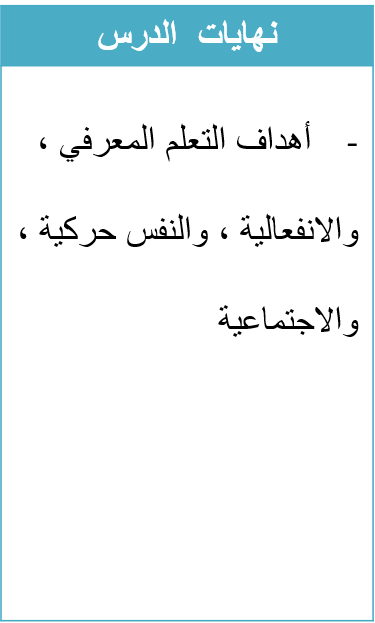 نهايات الدرس
- أهداف التعلم المعرفي ،
والانفعالية ، والنفس حركية ،
والاجتماعية